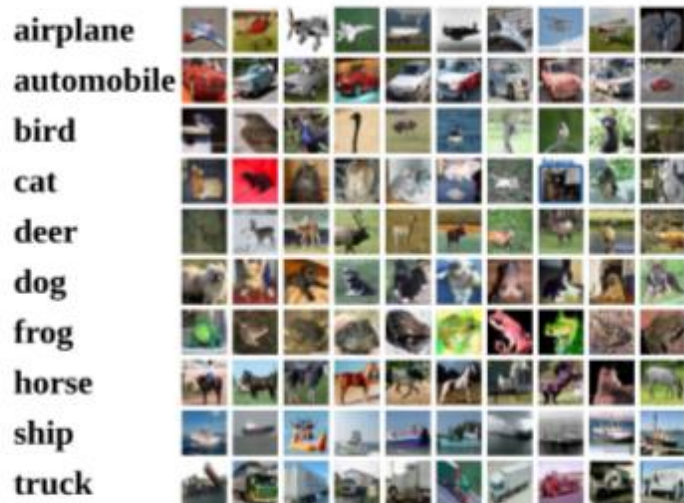 airplane
automobile
bird
cat
deer
dog
frog
horse
ship
truck